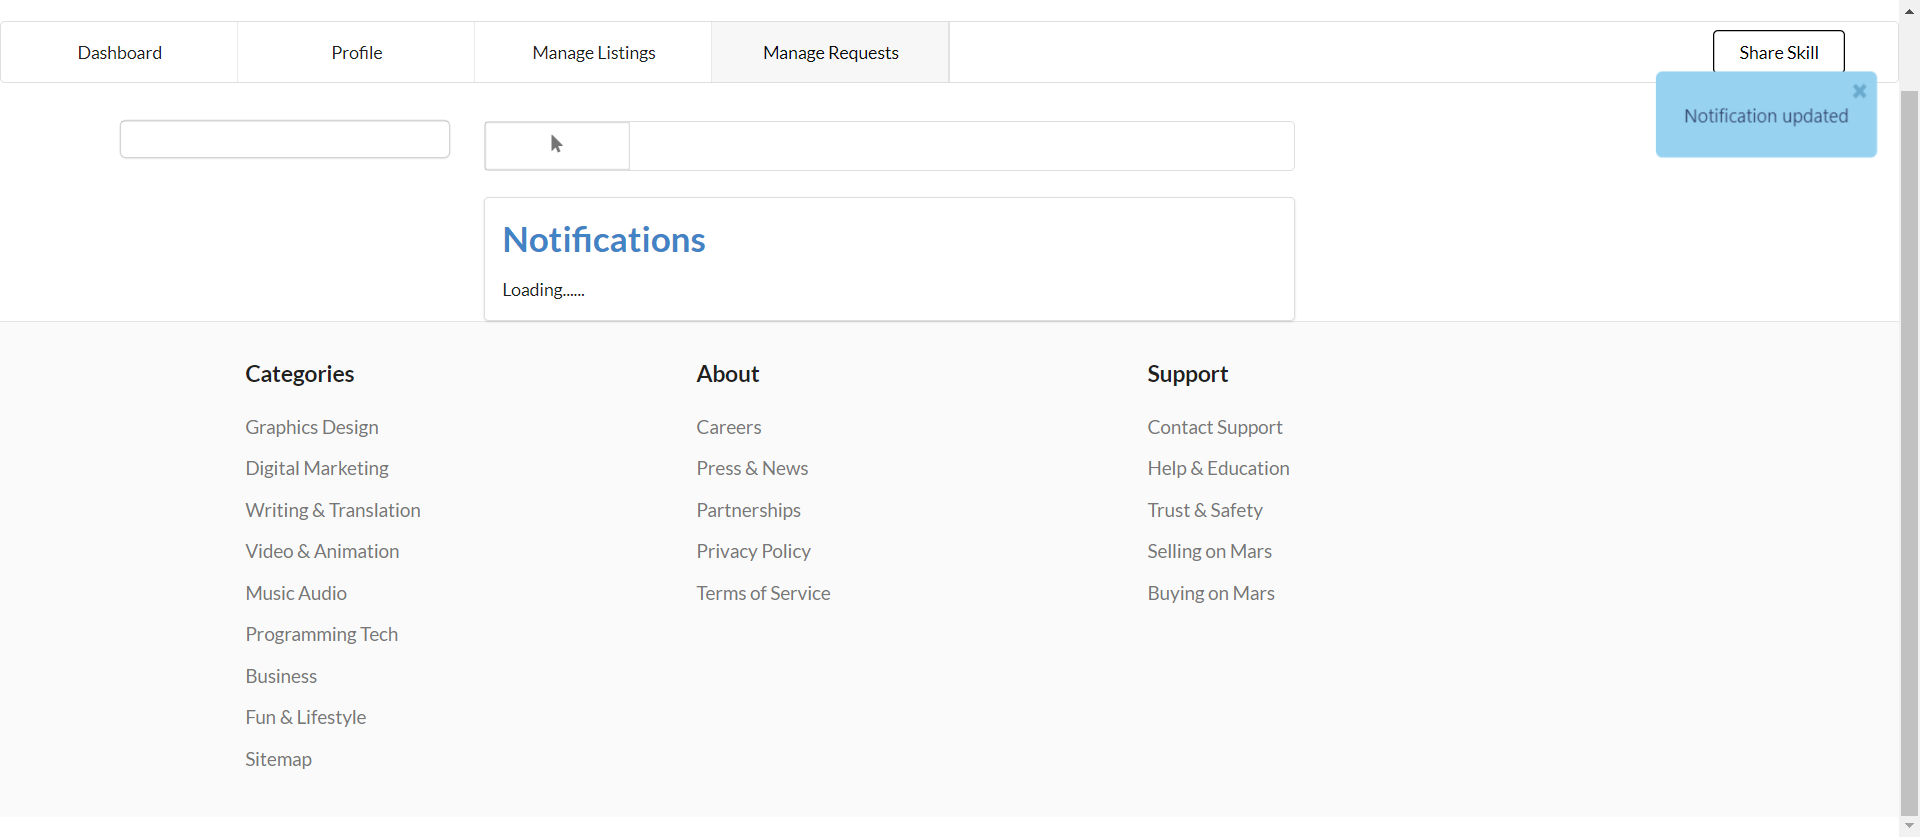 Dashboard
Profile
Manage Listings
Manage Requests
Share Skill
Notification updated
Notifications
Loading......
Categories
Graphics Design
Digital Marketing
Writing & Translation
Video & Animation
Music Audio
Programming Tech
Business
Fun & Lifestyle
Sitemap
About
Careers
Press & News
Partnerships
Privacy Policy
Terms of Service
Support
Contact Support
Help & Education
Trust & Safety
Selling on Mars
Buying on Mars